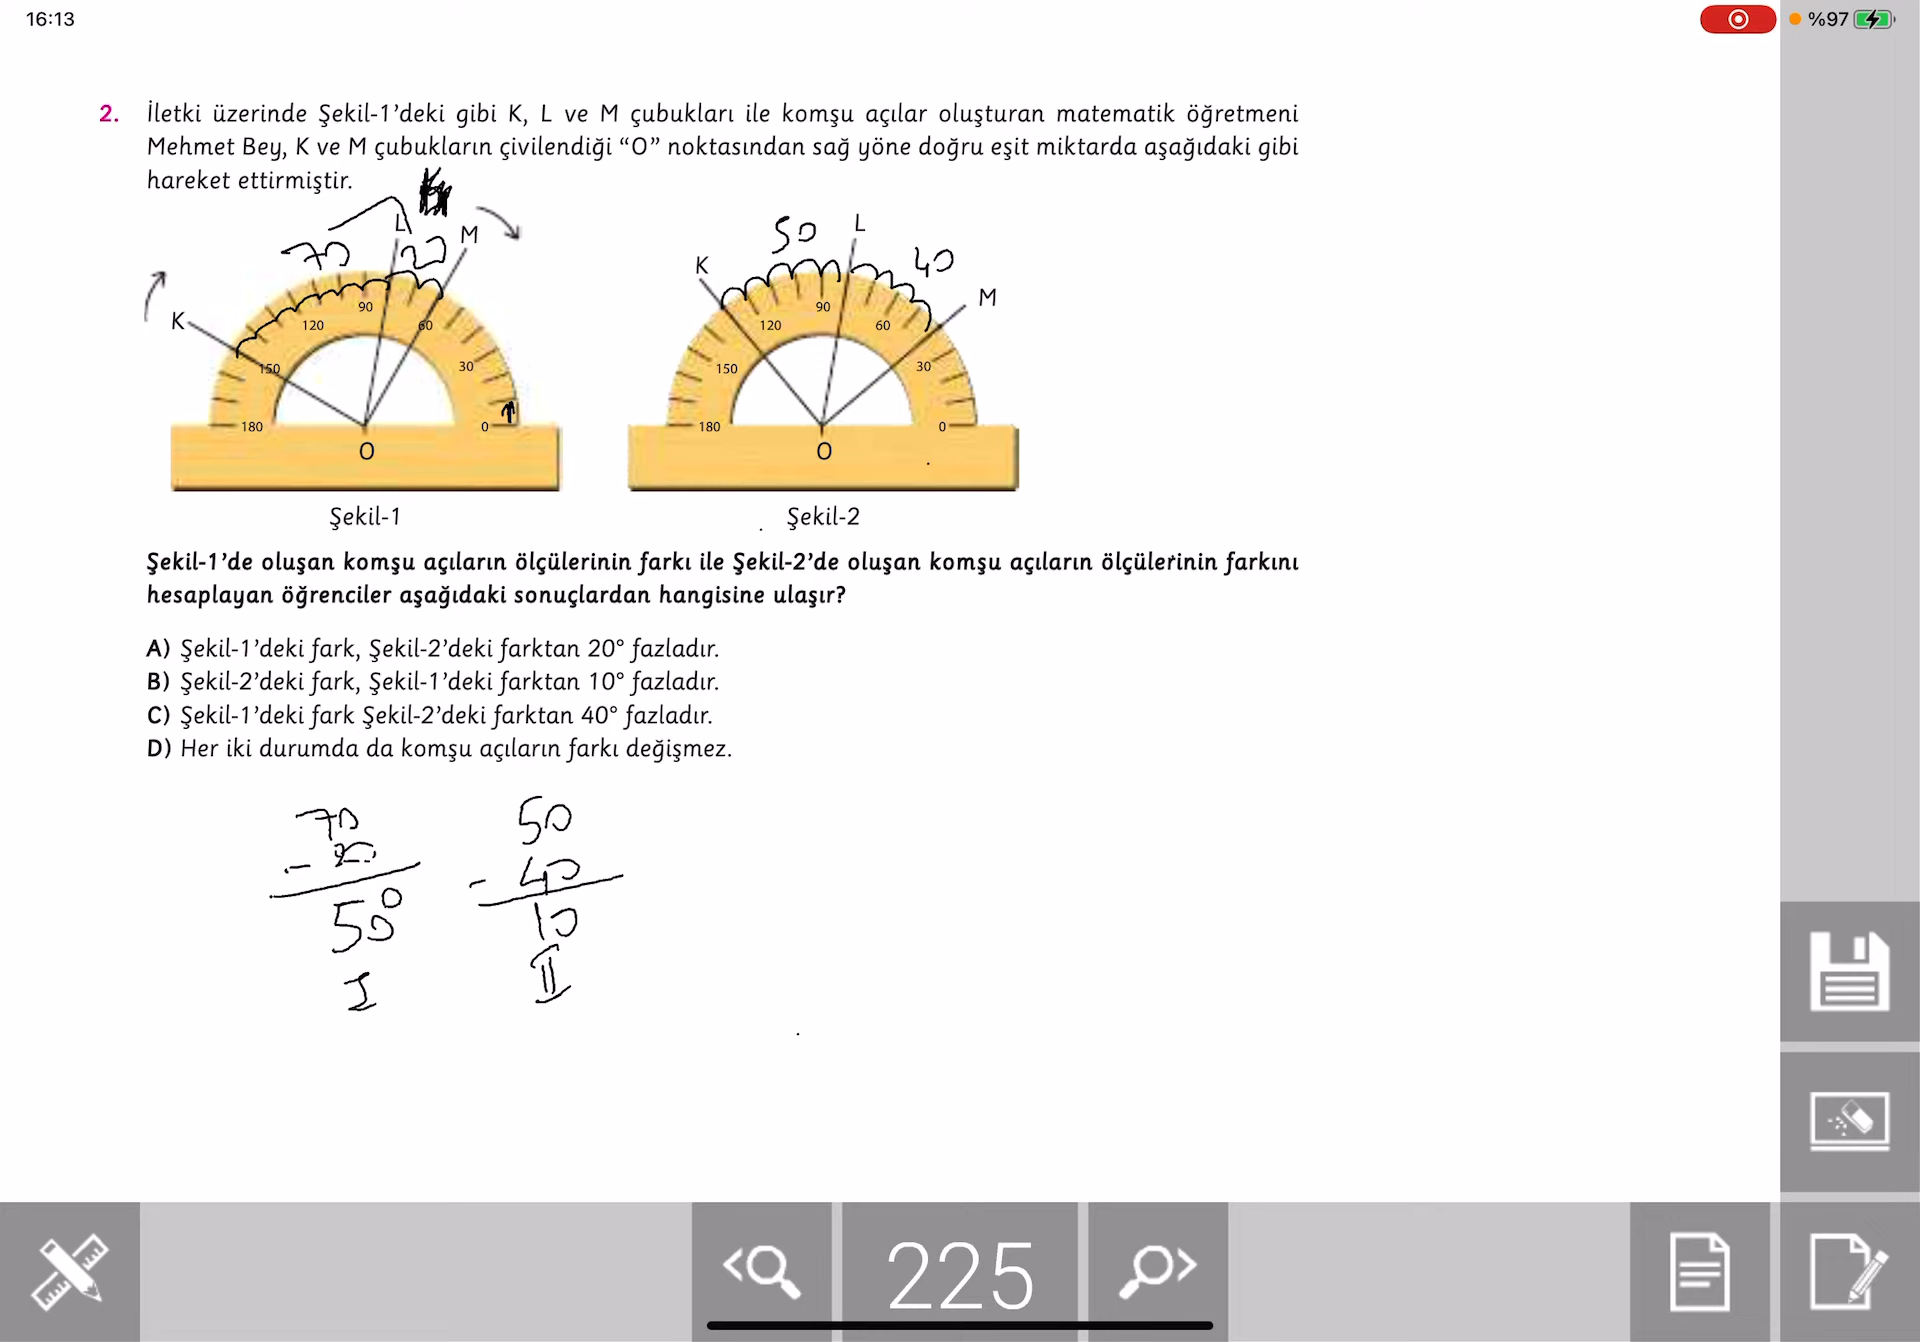 16:13
%97
2. İletki üzerinde Şekil-1’deki gibi K, L ve M çubukları ile komşu açılar oluşturan matematik öğretmeni
Mehmet Bey, K ve M çubukların çivilendiği “O” noktasından sağ yöne doğru eşit miktarda aşağıdaki gibi
hareket ettirmiştir.
70 L 20 M
K
90
120 60
150 30
180 0
O
Şekil-1
50 L
K 40
M
90
120 60
150 30
180 0
O
Şekil-2
Şekil-1’de oluşan komşu açıların ölçülerinin farkı ile Şekil-2’de oluşan komşu açıların ölçülerinin farkını
hesaplayan öğrenciler aşağıdaki sonuçlardan hangisine ulaşır?
A) Şekil-1’deki fark, Şekil-2’deki farktan 20° fazladır.
B) Şekil-2’deki fark, Şekil-1’deki farktan 10° fazladır.
C) Şekil-1’deki fark Şekil-2’deki farktan 40° fazladır.
D) Her iki durumda da komşu açıların farkı değişmez.
70
- 20
50°
I
50
- 40
10
II
225